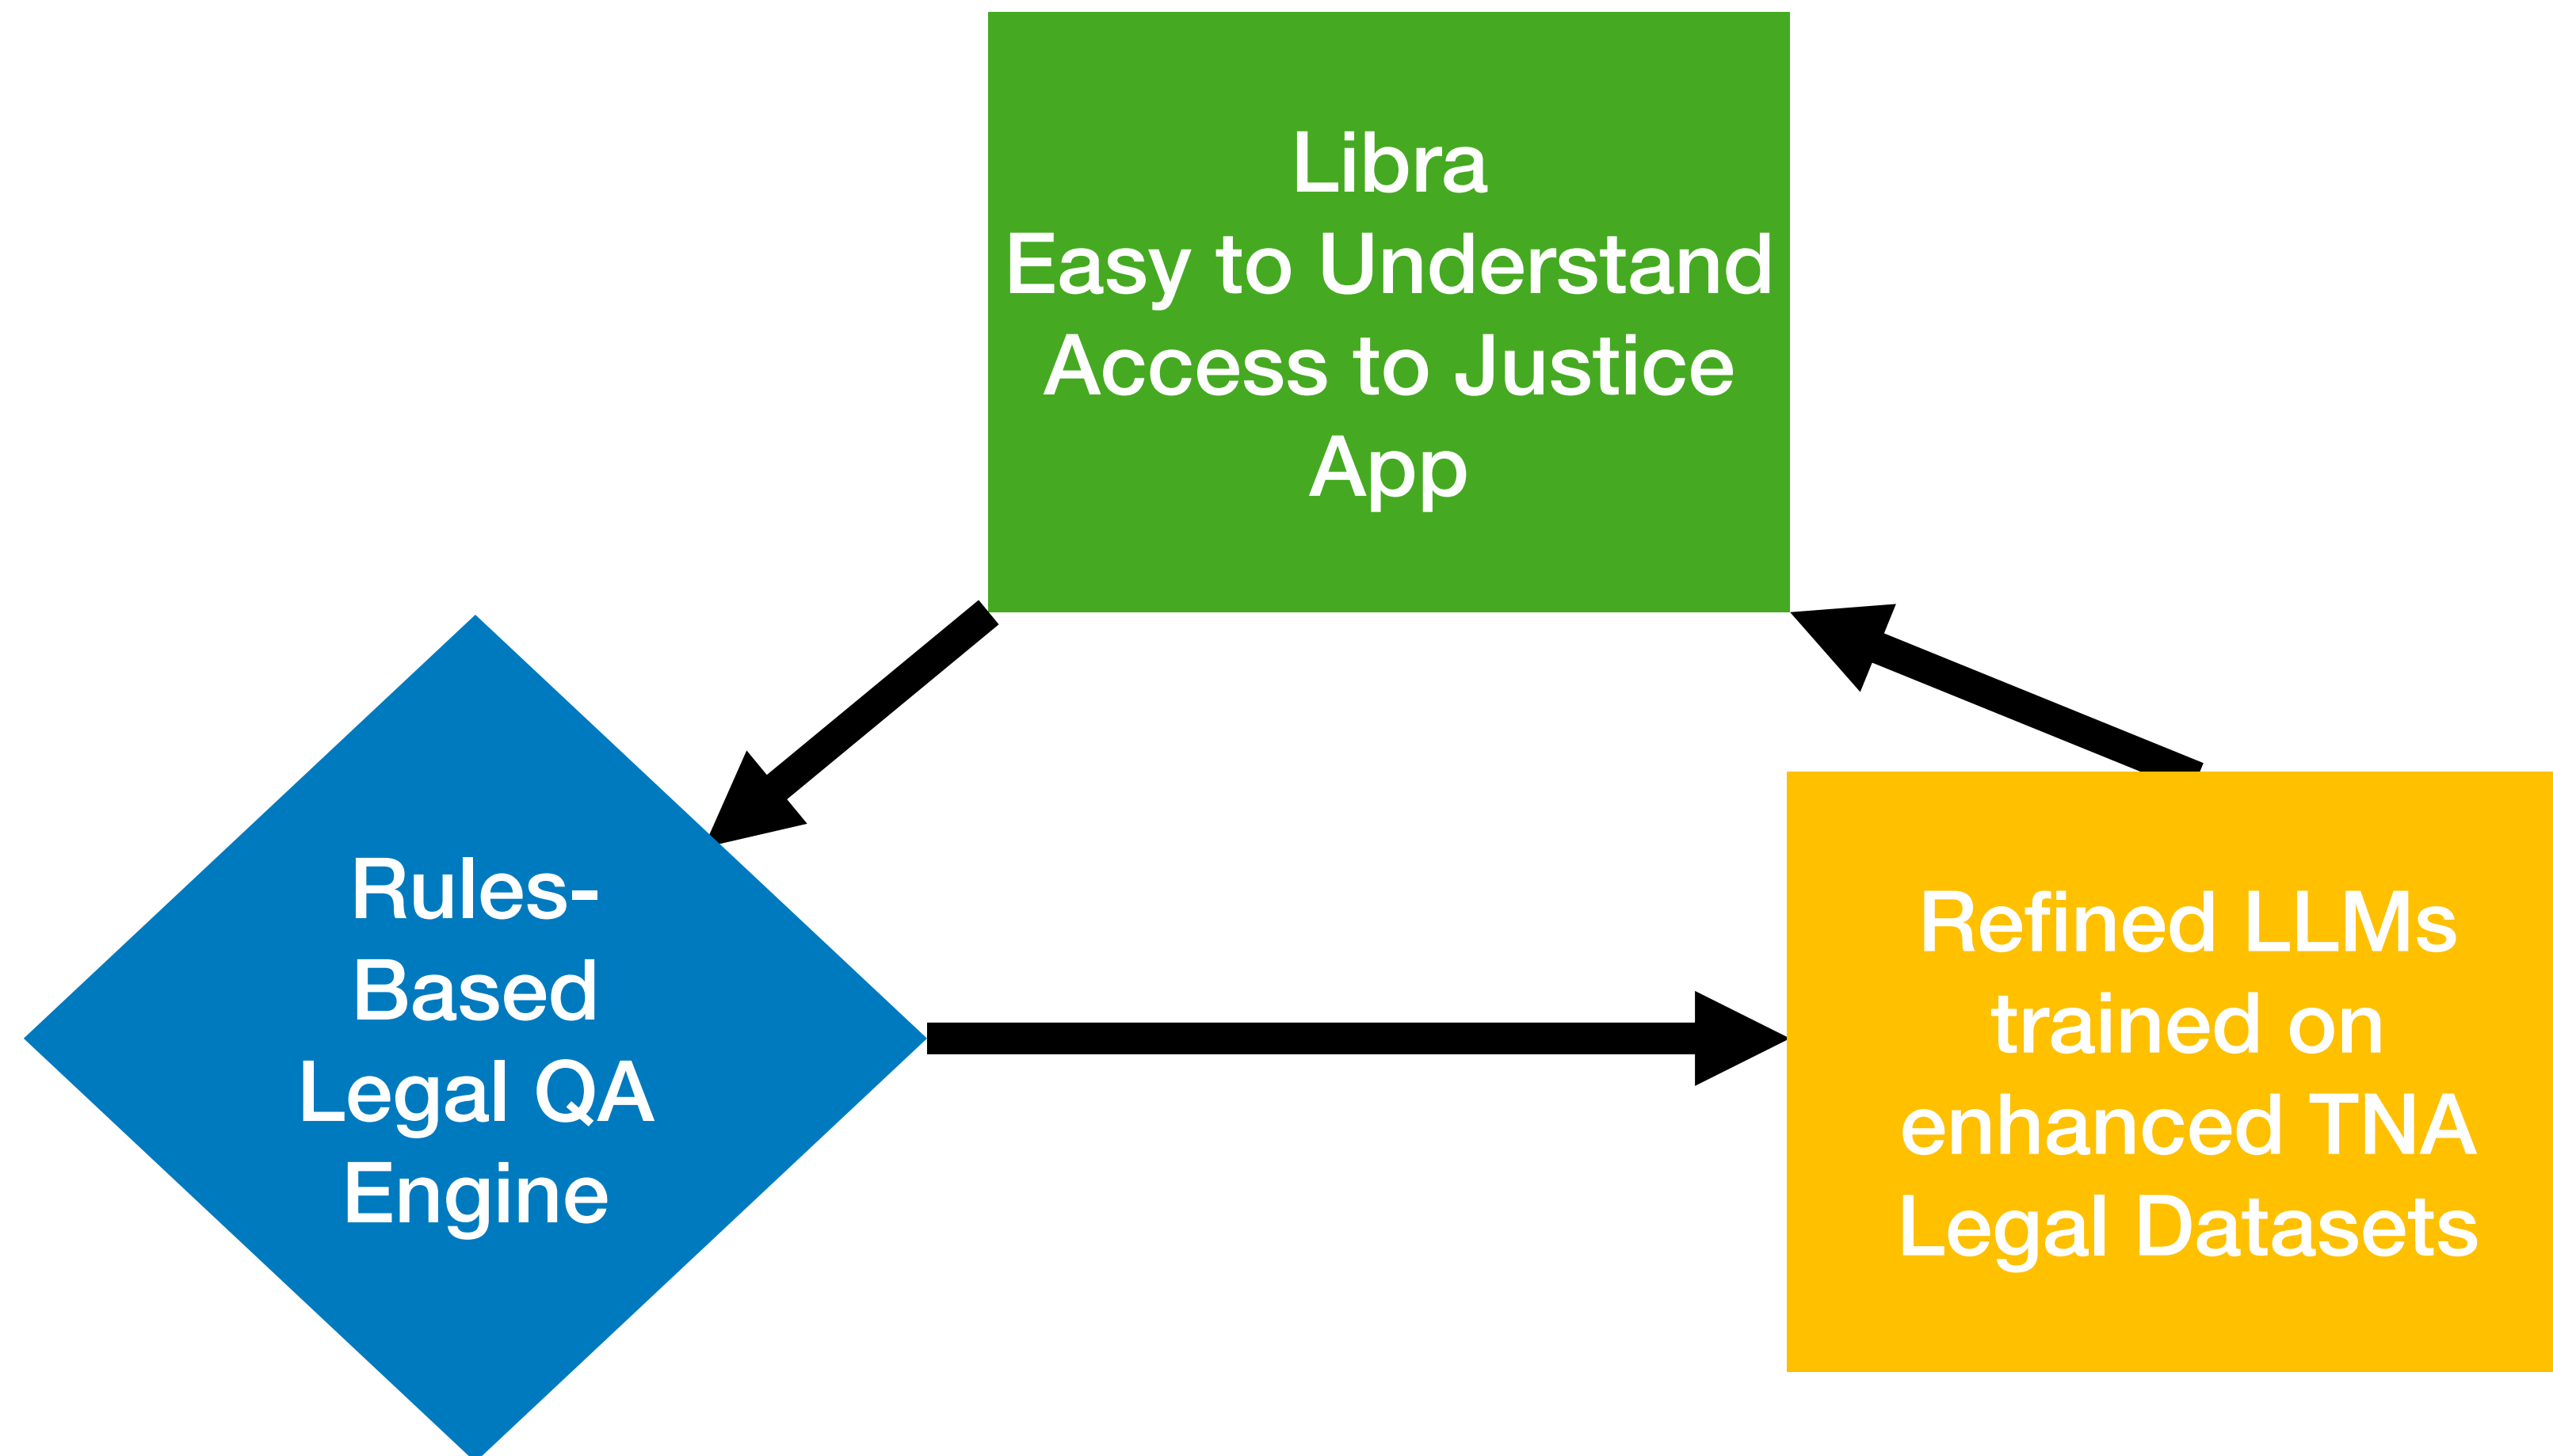 Libra
Easy to Understand
Access to Justice
App
Rules-
Based
Legal QA
Engine
Refined LLMs
trained on
enhanced TNA
Legal Datasets